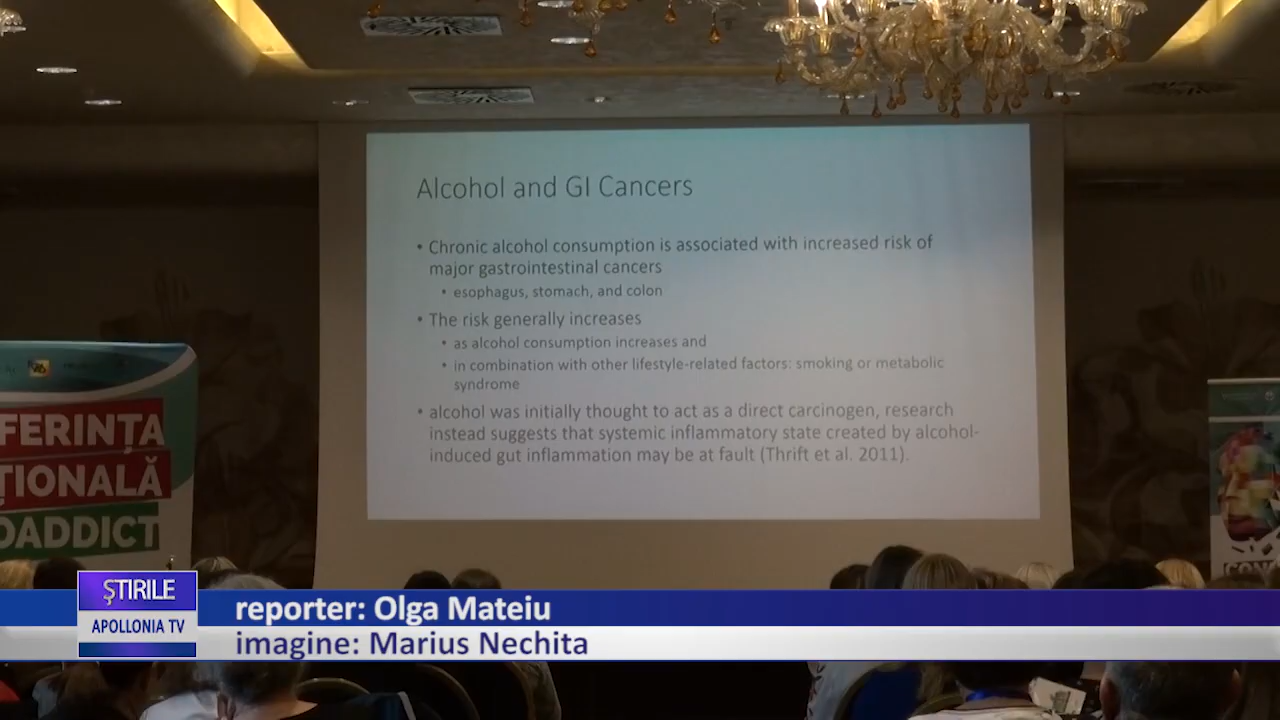 Alcohol and GI Cancers
• Chronic alcohol consumption is associated with increased risk of
major gastrointestinal cancers
• esophagus, stomach, and colon
• The risk generally increases
• as alcohol consumption increases and
• in combination with other lifestyle-related factors: smoking or metabolic
syndrome
• alcohol was initially thought to act as a direct carcinogen, research
instead suggests that systemic inflammatory state created by alcohol-
induced gut inflammation may be at fault (Thrift et al. 2011).
FERINȚA
ȚIONALĂ
OADDICT
ŞTIRILE
APOLLONIA TV
reporter: Olga Mateiu
imagine: Marius Nechita